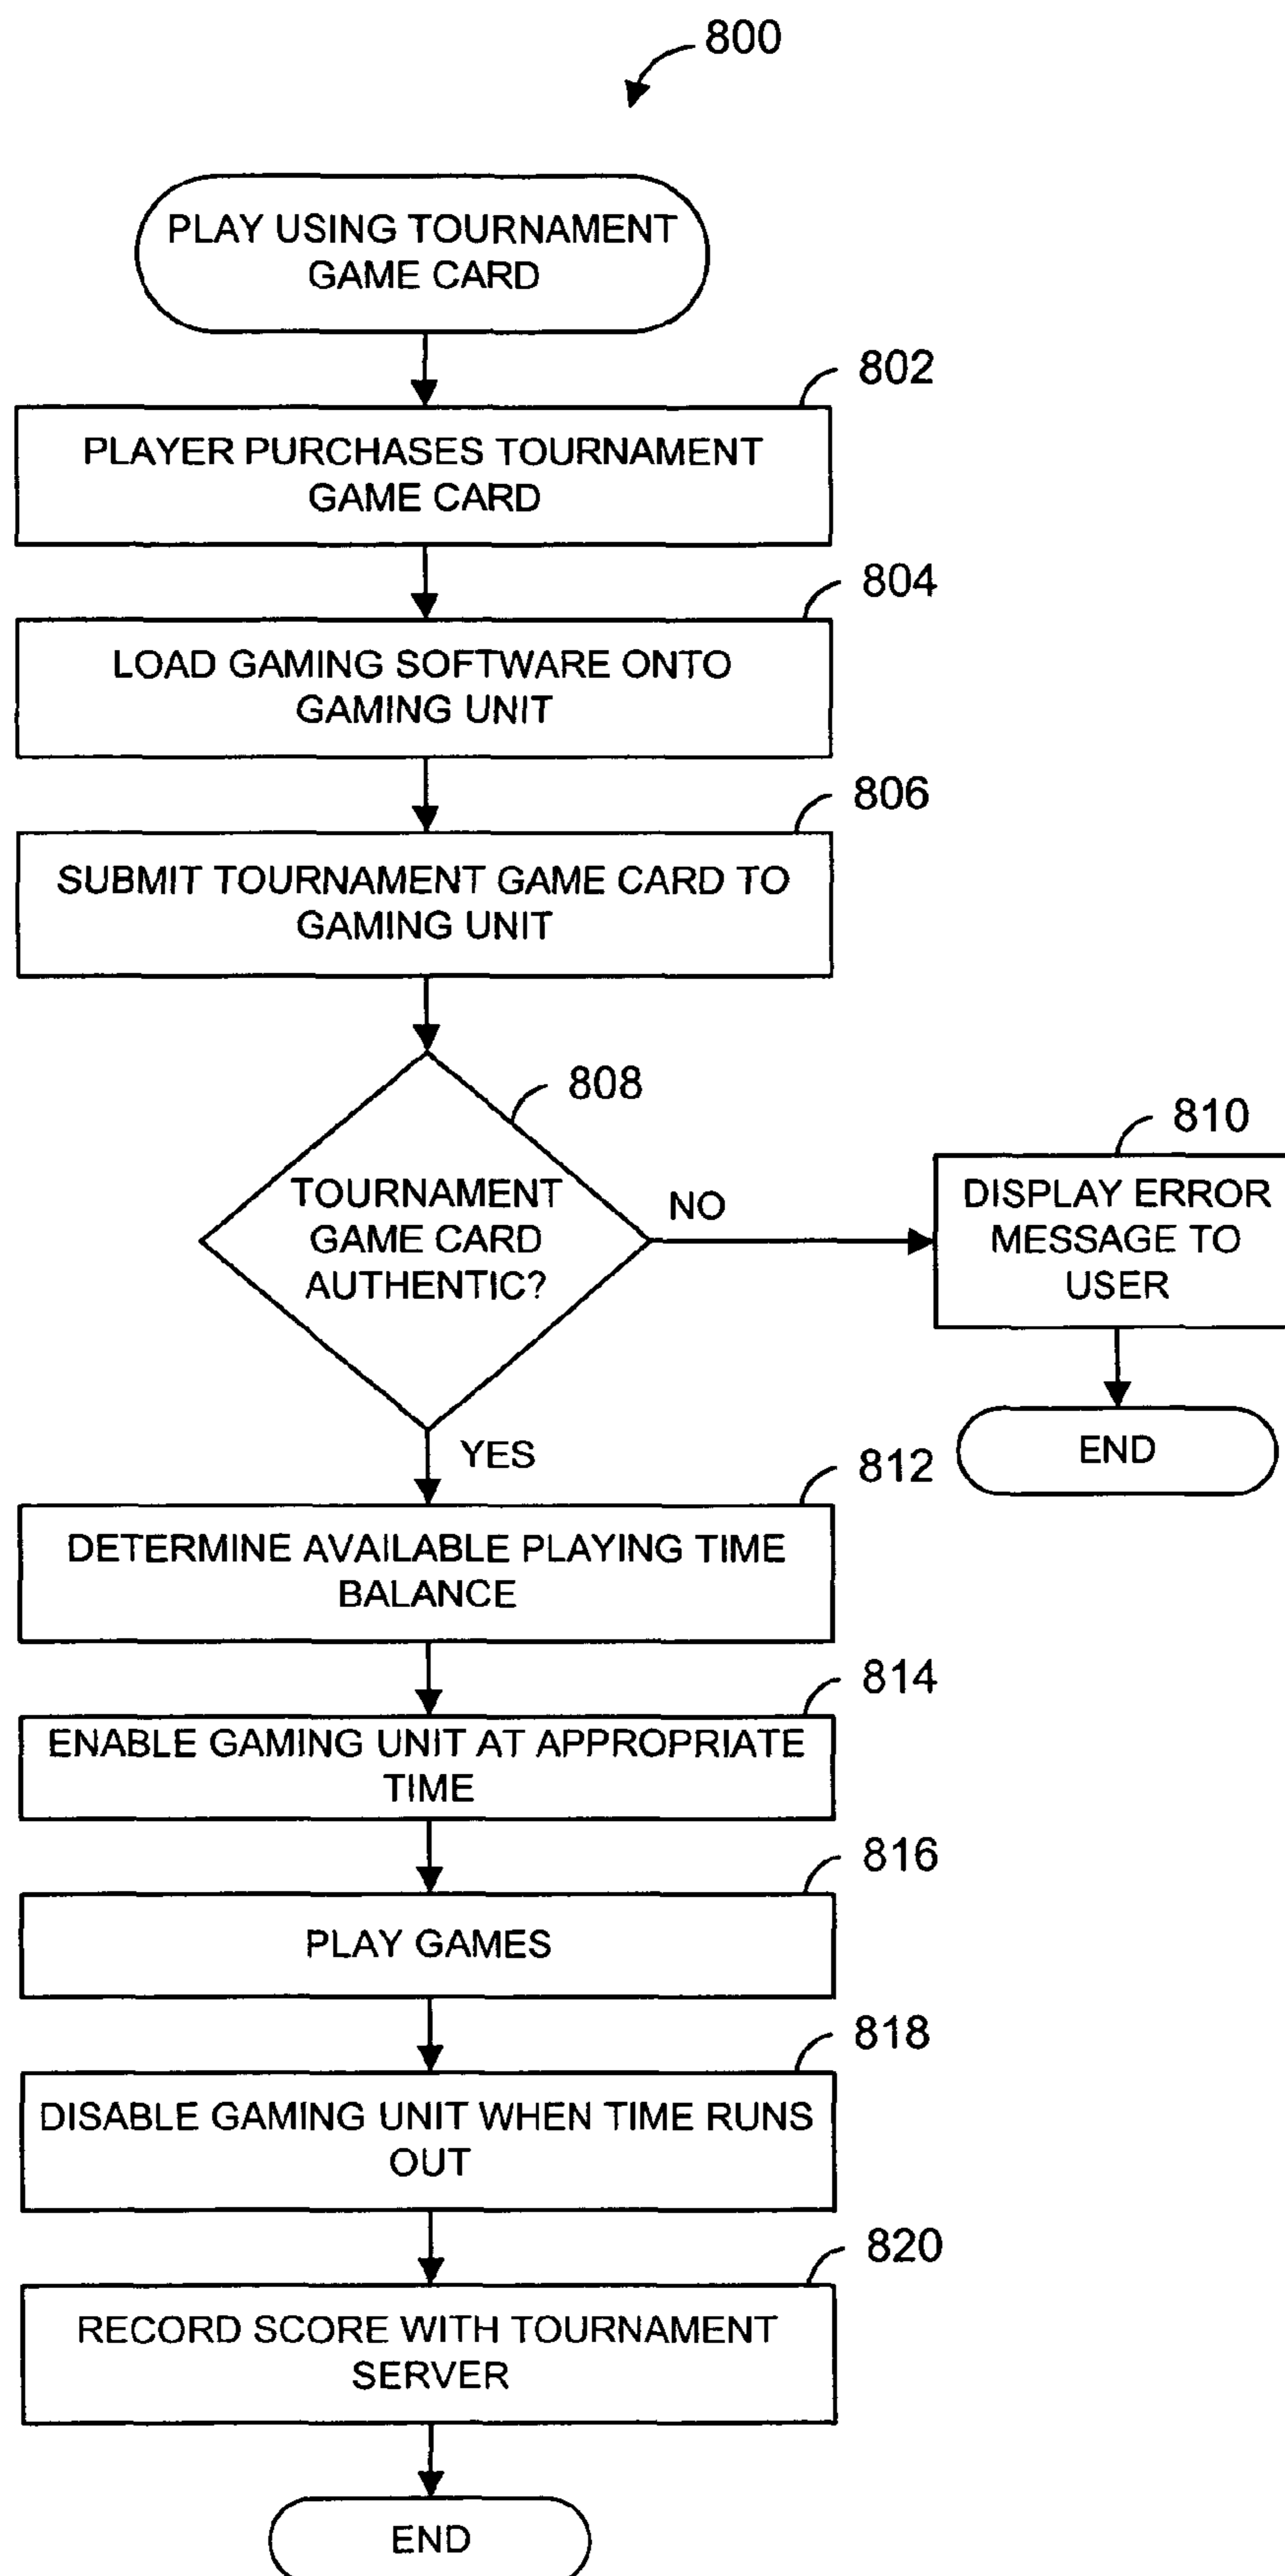 800
PLAY USING TOURNAMENT
GAME CARD
802
PLAYER PURCHASES TOURNAMENT
GAME CARD
804
LOAD GAMING SOFTWARE ONTO
GAMING UNIT
806
SUBMIT TOURNAMENT GAME CARD TO
GAMING UNIT
808
TOURNAMENT
GAME CARD
AUTHENTIC?
NO
810
DISPLAY ERROR
MESSAGE TO
USER
END
YES
812
DETERMINE AVAILABLE PLAYING TIME
BALANCE
814
ENABLE GAMING UNIT AT APPROPRIATE
TIME
816
PLAY GAMES
818
DISABLE GAMING UNIT WHEN TIME RUNS
OUT
820
RECORD SCORE WITH TOURNAMENT
SERVER
END